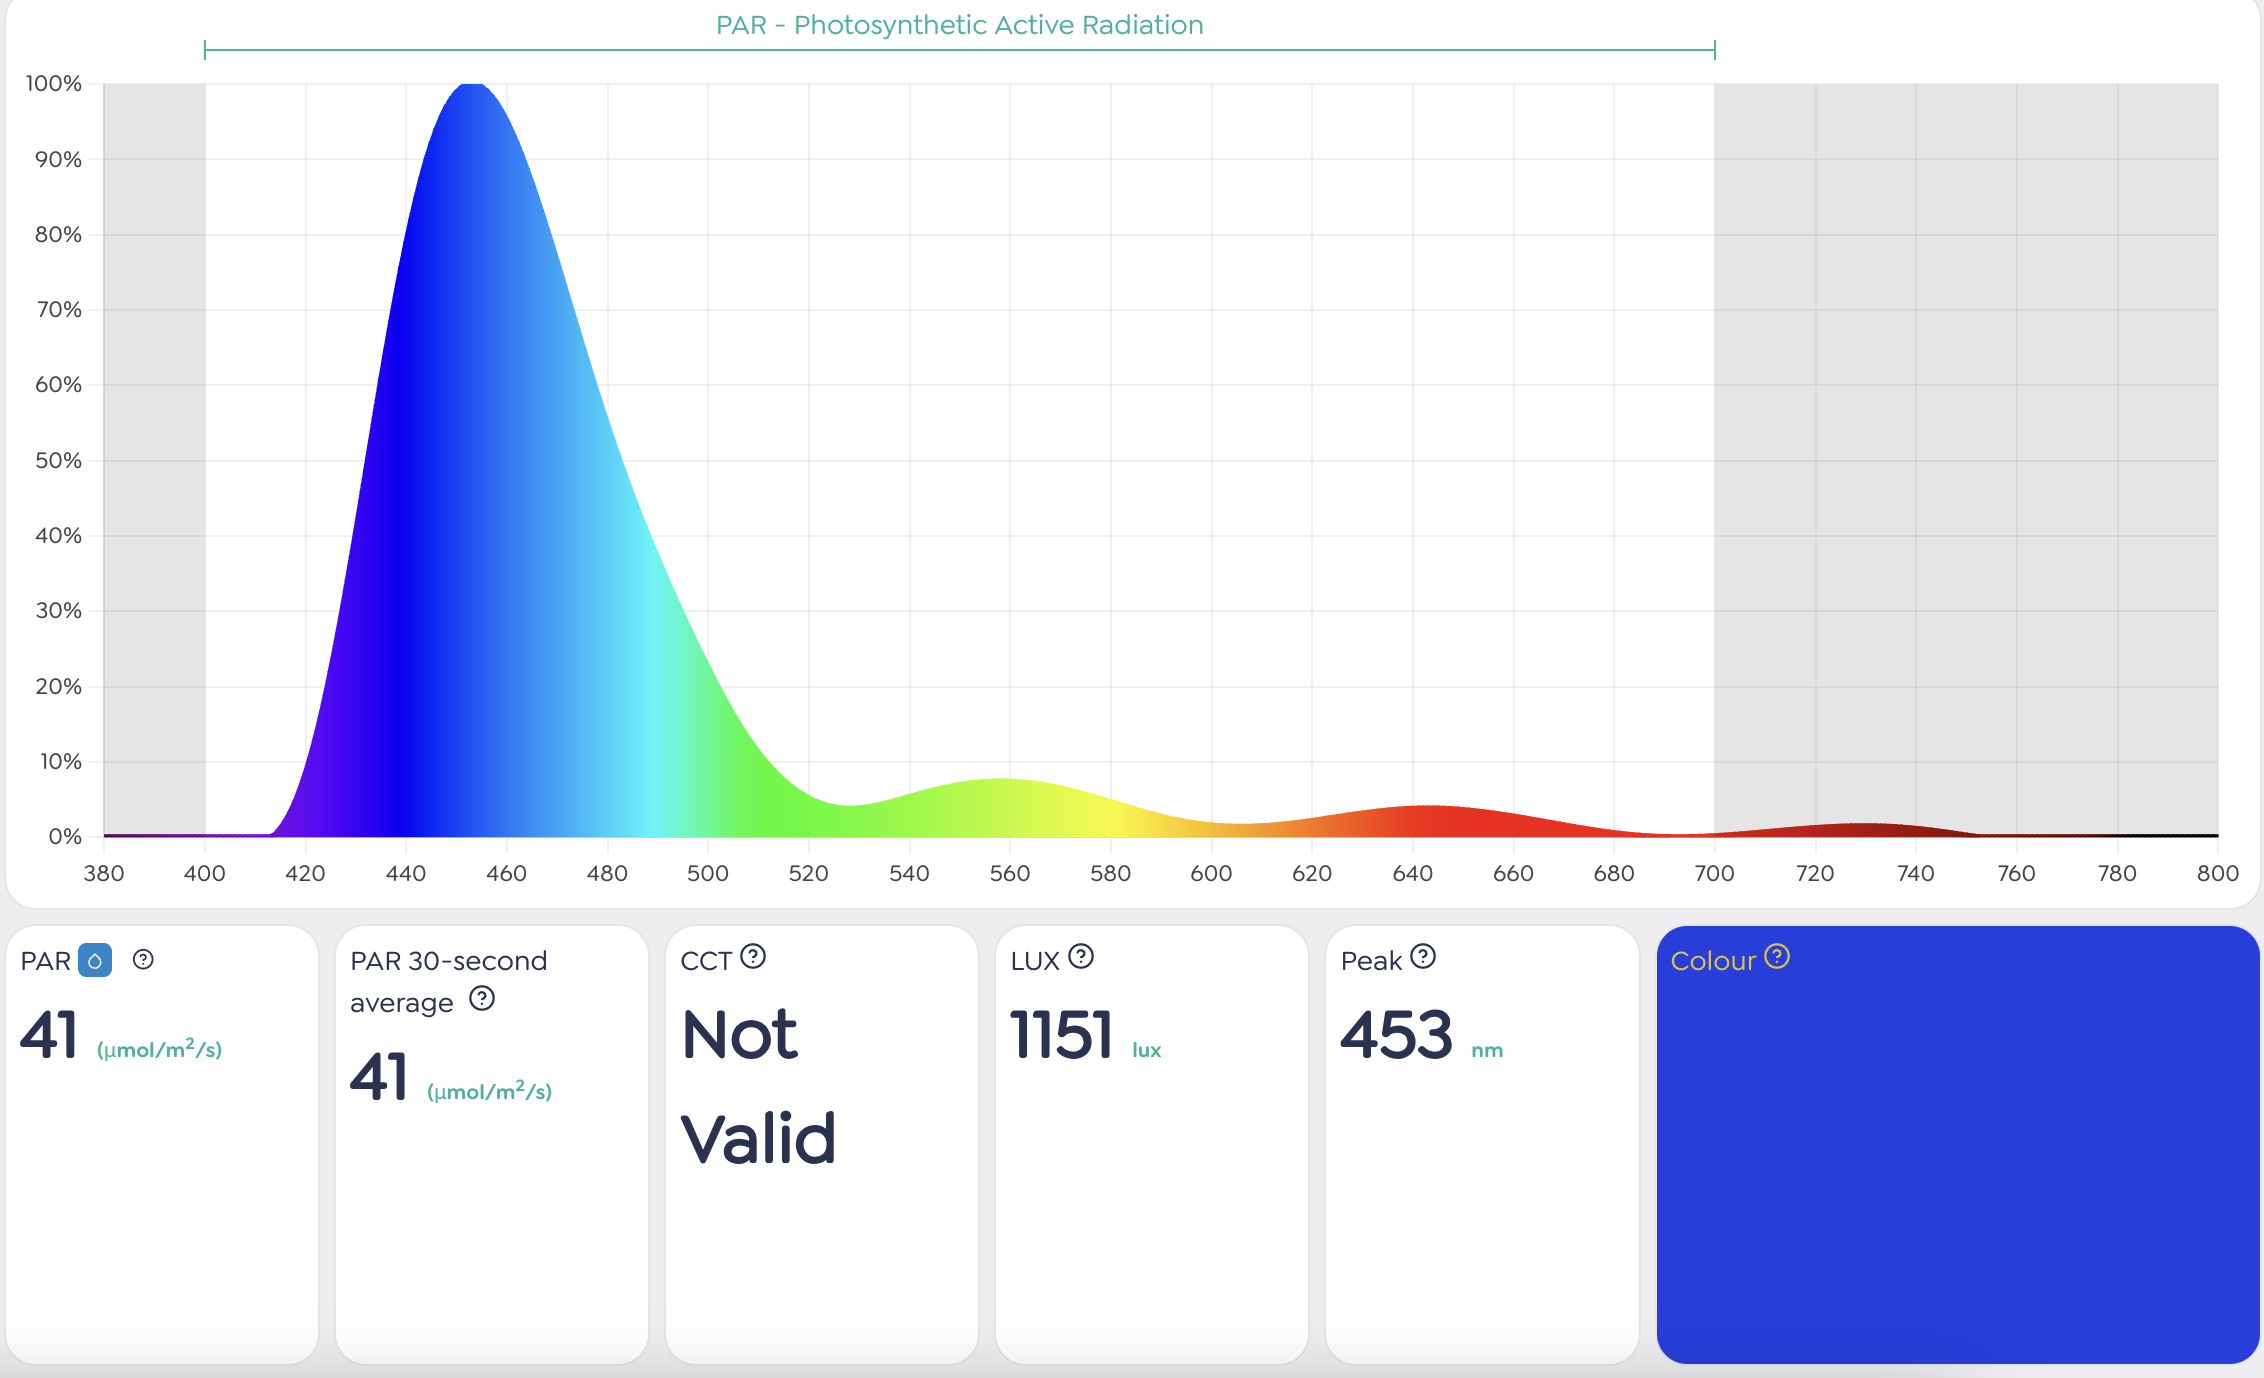 PAR - Photosynthetic Active Radiation
100%
90%
80%
70%
60%
50%
40%
30%
20%
10%
0%
380 400 420 440 460 480 500 520 540 560 580 600 620 640 660 680 700 720 740 760 780 800
PAR ?
41 (μmol/m²/s)
PAR 30-second
average ?
41 (μmol/m²/s)
CCT ?
Not
Valid
LUX ?
1151 lux
Peak ?
453 nm
Colour ?